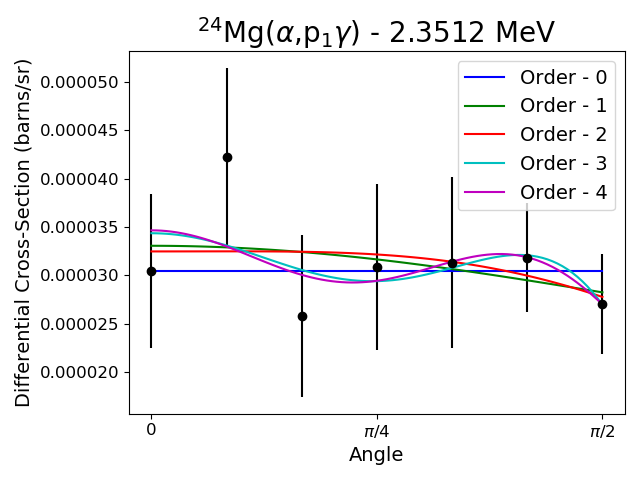 ²⁴Mg(α,p₁γ) - 2.3512 MeV
Differential Cross-Section (barns/sr)
0.000050
0.000045
0.000040
0.000035
0.000030
0.000025
0.000020
Order - 0
Order - 1
Order - 2
Order - 3
Order - 4
0
π/4
π/2
Angle